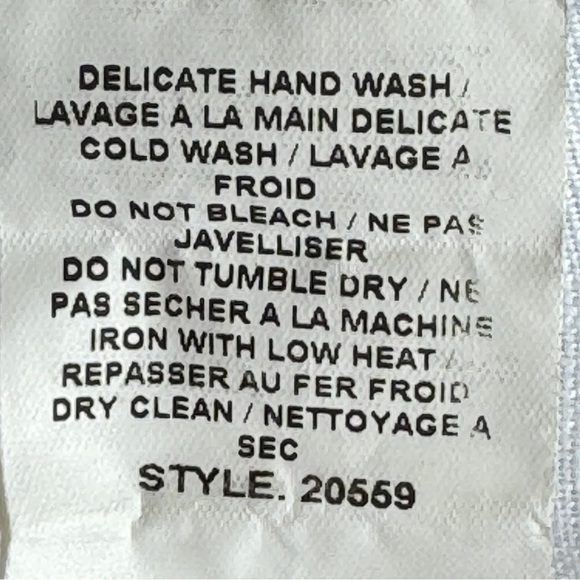 DELICATE HAND WASH /
LAVAGE A LA MAIN DELICATE
COLD WASH / LAVAGE A
FROID
DO NOT BLEACH / NE PAS
JAVELLISER
DO NOT TUMBLE DRY / NE
PAS SECHER A LA MACHINE
IRON WITH LOW HEAT /
REPASSER AU FER FROID
DRY CLEAN / NETTOYAGE A
SEC
STYLE. 20559